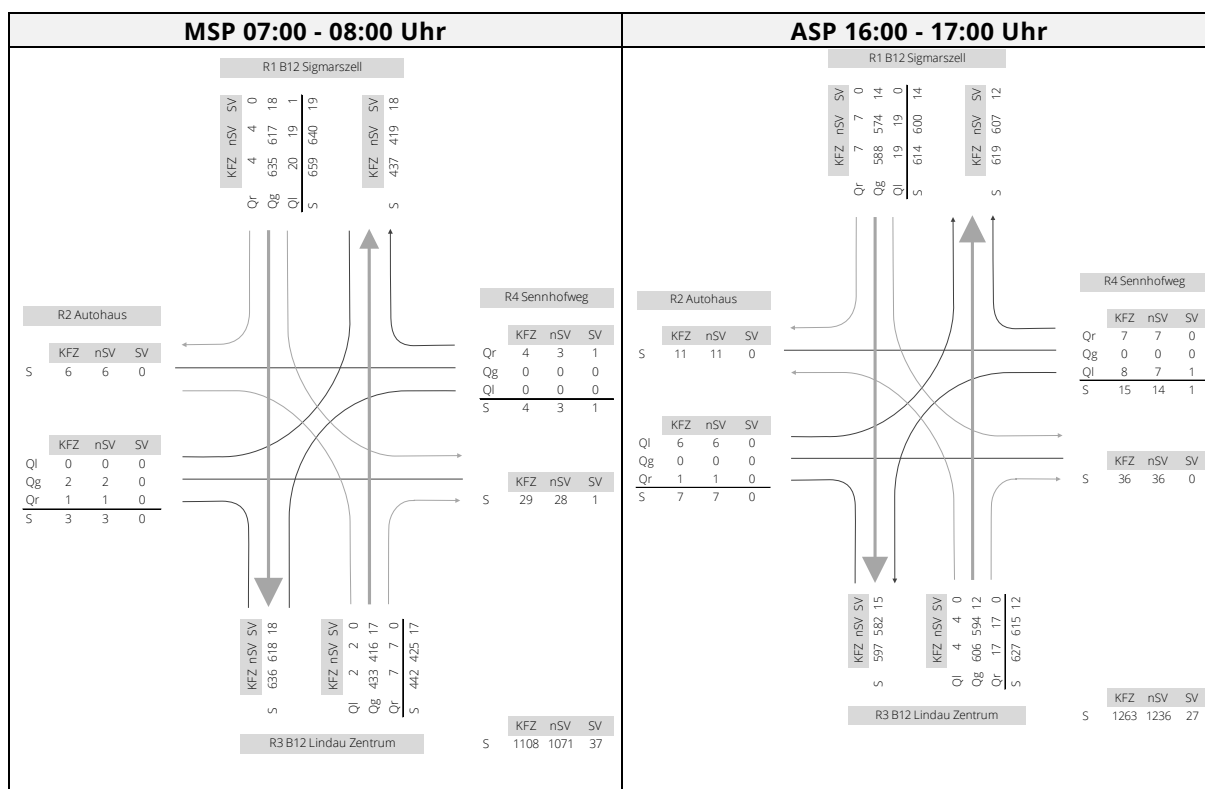 MSP 07:00 - 08:00 Uhr
R1 B12 Sigmarszell
KFZ nSV SV
Qr 4 4 0
Qg 635 617 18
Ql 20 19 1
S 659 640 19
KFZ nSV SV
S 437 419 18
R2 Autohaus
KFZ nSV SV
S 6 6 0
KFZ nSV SV
Ql 0 0 0
Qg 2 2 0
Qr 1 1 0
S 3 3 0
R4 Sennhofweg
KFZ nSV SV
Qr 4 3 1
Qg 0 0 0
Ql 0 0 0
S 4 3 1
KFZ nSV SV
S 29 28 1
KFZ nSV SV
S 636 618 18
KFZ nSV SV
Ql 2 2 0
Qg 433 416 17
Qr 7 7 0
S 442 425 17
R3 B12 Lindau Zentrum
KFZ nSV SV
S 1108 1071 37
ASP 16:00 - 17:00 Uhr
R1 B12 Sigmarszell
KFZ nSV SV
Qr 7 7 0
Qg 588 574 14
Ql 19 19 0
S 614 600 14
KFZ nSV SV
S 619 607 12
R2 Autohaus
KFZ nSV SV
S 11 11 0
KFZ nSV SV
Ql 6 6 0
Qg 0 0 0
Qr 1 1 0
S 7 7 0
R4 Sennhofweg
KFZ nSV SV
Qr 7 7 0
Qg 0 0 0
Ql 8 7 1
S 15 14 1
KFZ nSV SV
S 36 36 0
KFZ nSV SV
S 597 582 15
KFZ nSV SV
Ql 4 4 0
Qg 606 594 12
Qr 17 17 0
S 627 615 12
R3 B12 Lindau Zentrum
KFZ nSV SV
S 1263 1236 27